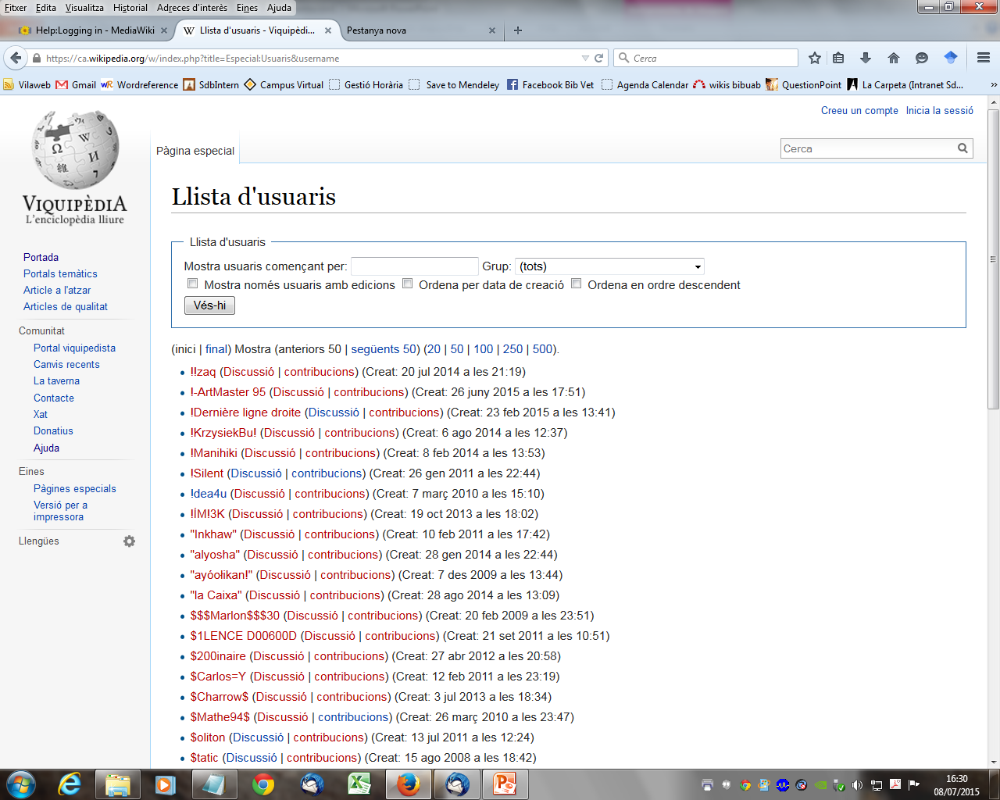 Fitxer Edita Visualitza Historial Adreces d'interès Eines Ajuda
Help:Logging in - MediaWiki
Llista d'usuaris - Viquipèdi...
Pestanya nova
https://ca.wikipedia.org/w/index.php?title=Especial:Usuaris&username
Cerca
Vilaweb Gmail Wordreference SdbIntern Campus Virtual Gestió Horària Save to Mendeley Facebook Bib Vet Agenda Calendar wikis bibuab QuestionPoint La Carpeta (Intranet Sd... »
Creeu un compte Inicia la sessió
Pàgina especial
Cerca
VIQUIPÈDIA
L'enciclopèdia lliure
Portada
Portals temàtics
Article a l'atzar
Articles de qualitat
Comunitat
Portal viquipedista
Canvis recents
La taverna
Contacte
Xat
Donatius
Ajuda
Eines
Pàgines especials
Versió per a
impressora
Llengües
Llista d'usuaris
Llista d'usuaris
Mostra usuaris començant per: Grup: (tots)
Mostra només usuaris amb edicions Ordena per data de creació Ordena en ordre descendent
Vés-hi
(inici | final) Mostra (anteriors 50 | següents 50) (20 | 50 | 100 | 250 | 500).
!!zaq (Discussió | contribucions) (Creat: 20 jul 2014 a les 21:19)
!-ArtMaster 95 (Discussió | contribucions) (Creat: 26 juny 2015 a les 17:51)
!Dernière ligne droite (Discussió | contribucions) (Creat: 23 feb 2015 a les 13:41)
!KrzysiekBu! (Discussió | contribucions) (Creat: 6 ago 2014 a les 12:37)
!Manihiki (Discussió | contribucions) (Creat: 8 feb 2014 a les 13:53)
!Silent (Discussió | contribucions) (Creat: 26 gen 2011 a les 22:44)
!dea4u (Discussió | contribucions) (Creat: 7 març 2010 a les 15:10)
!ÍM!3K (Discussió | contribucions) (Creat: 19 oct 2013 a les 18:02)
"Inkhaw" (Discussió | contribucions) (Creat: 10 feb 2011 a les 17:42)
"alyosha" (Discussió | contribucions) (Creat: 28 gen 2014 a les 22:44)
"ayóołikan!" (Discussió | contribucions) (Creat: 7 des 2009 a les 13:44)
"la Caixa" (Discussió | contribucions) (Creat: 28 ago 2014 a les 13:09)
$$$Marlon$$$30 (Discussió | contribucions) (Creat: 20 feb 2009 a les 23:51)
$1LENCE D00600D (Discussió | contribucions) (Creat: 21 set 2011 a les 10:51)
$200inaire (Discussió | contribucions) (Creat: 27 abr 2012 a les 20:58)
$Carlos=Y (Discussió | contribucions) (Creat: 12 feb 2011 a les 23:19)
$Charrow$ (Discussió | contribucions) (Creat: 3 jul 2013 a les 18:34)
$Mathe94$ (Discussió | contribucions) (Creat: 26 març 2010 a les 23:47)
$oliton (Discussió | contribucions) (Creat: 13 jul 2011 a les 12:24)
$tatic (Discussió | contribucions) (Creat: 15 ago 2008 a les 18:42)
16:30
08/07/2015